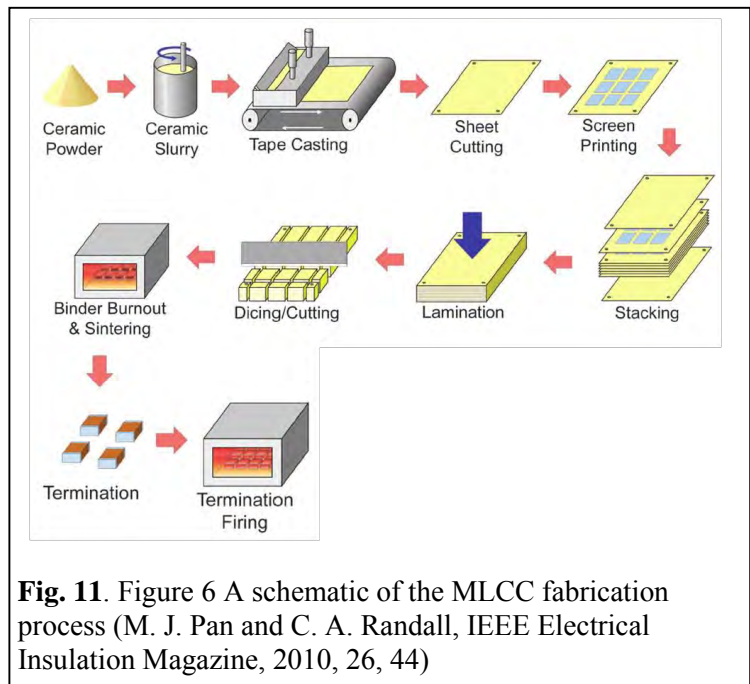 Ceramic
Powder
Ceramic
Slurry
Tape Casting
Sheet
Cutting
Screen
Printing
Binder Burnout
& Sintering
Dicing/Cutting
Lamination
Stacking
Termination
Termination
Firing
Fig. 11. Figure 6 A schematic of the MLCC fabrication
process (M. J. Pan and C. A. Randall, IEEE Electrical
Insulation Magazine, 2010, 26, 44)